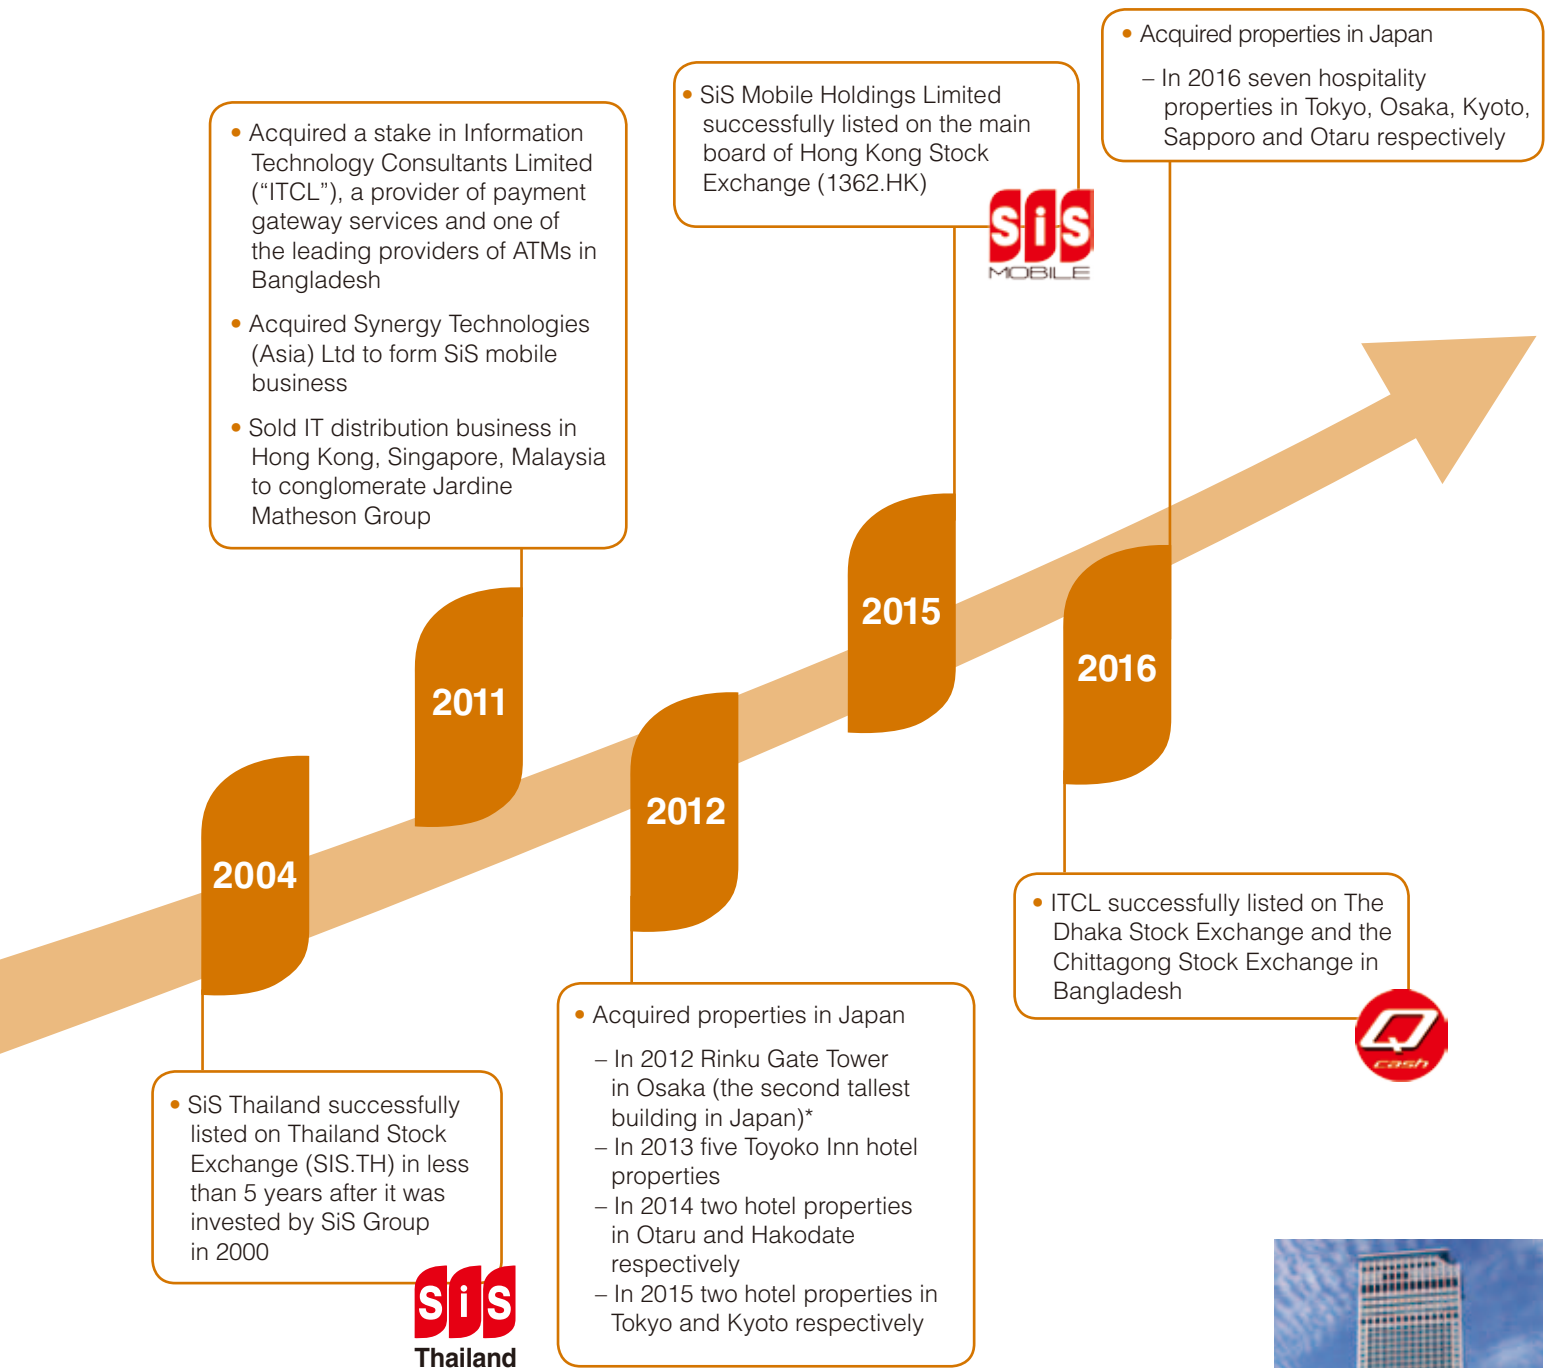 • Acquired a stake in Information
Technology Consultants Limited
(“ITCL”), a provider of payment
gateway services and one of
the leading providers of ATMs in
Bangladesh
• Acquired Synergy Technologies
(Asia) Ltd to form SiS mobile
business
• Sold IT distribution business in
Hong Kong, Singapore, Malaysia
to conglomerate Jardine
Matheson Group
• SiS Mobile Holdings Limited
successfully listed on the main
board of Hong Kong Stock
Exchange (1362.HK)
SiS
MOBILE
• Acquired properties in Japan
– In 2016 seven hospitality
properties in Tokyo, Osaka, Kyoto,
Sapporo and Otaru respectively
2004
2011
2012
2015
2016
• SiS Thailand successfully
listed on Thailand Stock
Exchange (SIS.TH) in less
than 5 years after it was
invested by SiS Group
in 2000
SiS
Thailand
• Acquired properties in Japan
– In 2012 Rinku Gate Tower
in Osaka (the second tallest
building in Japan)*
– In 2013 five Toyoko Inn hotel
properties
– In 2014 two hotel properties
in Otaru and Hakodate
respectively
– In 2015 two hotel properties in
Tokyo and Kyoto respectively
• ITCL successfully listed on The
Dhaka Stock Exchange and the
Chittagong Stock Exchange in
Bangladesh
Q
cash